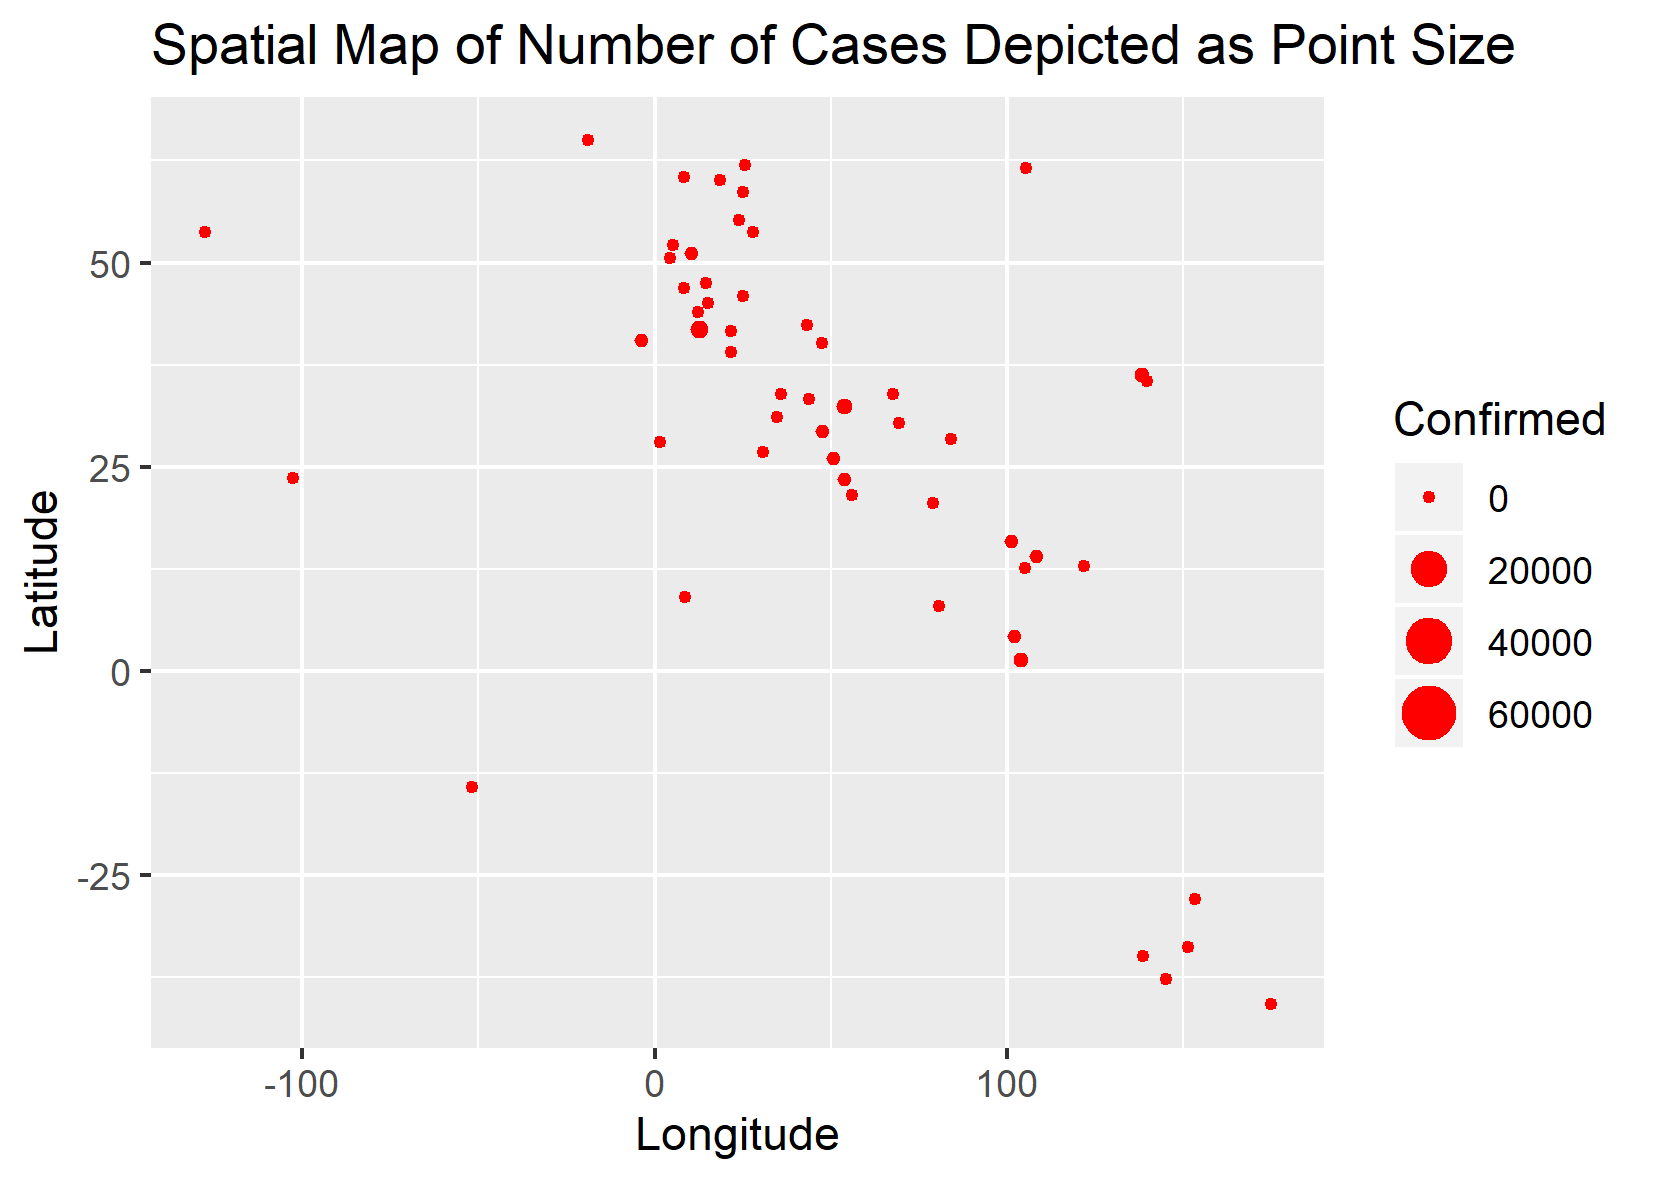 Spatial Map of Number of Cases Depicted as Point Size
Latitude
50
25
0
-25
-100 0 100
Longitude
Confirmed
0
20000
40000
60000